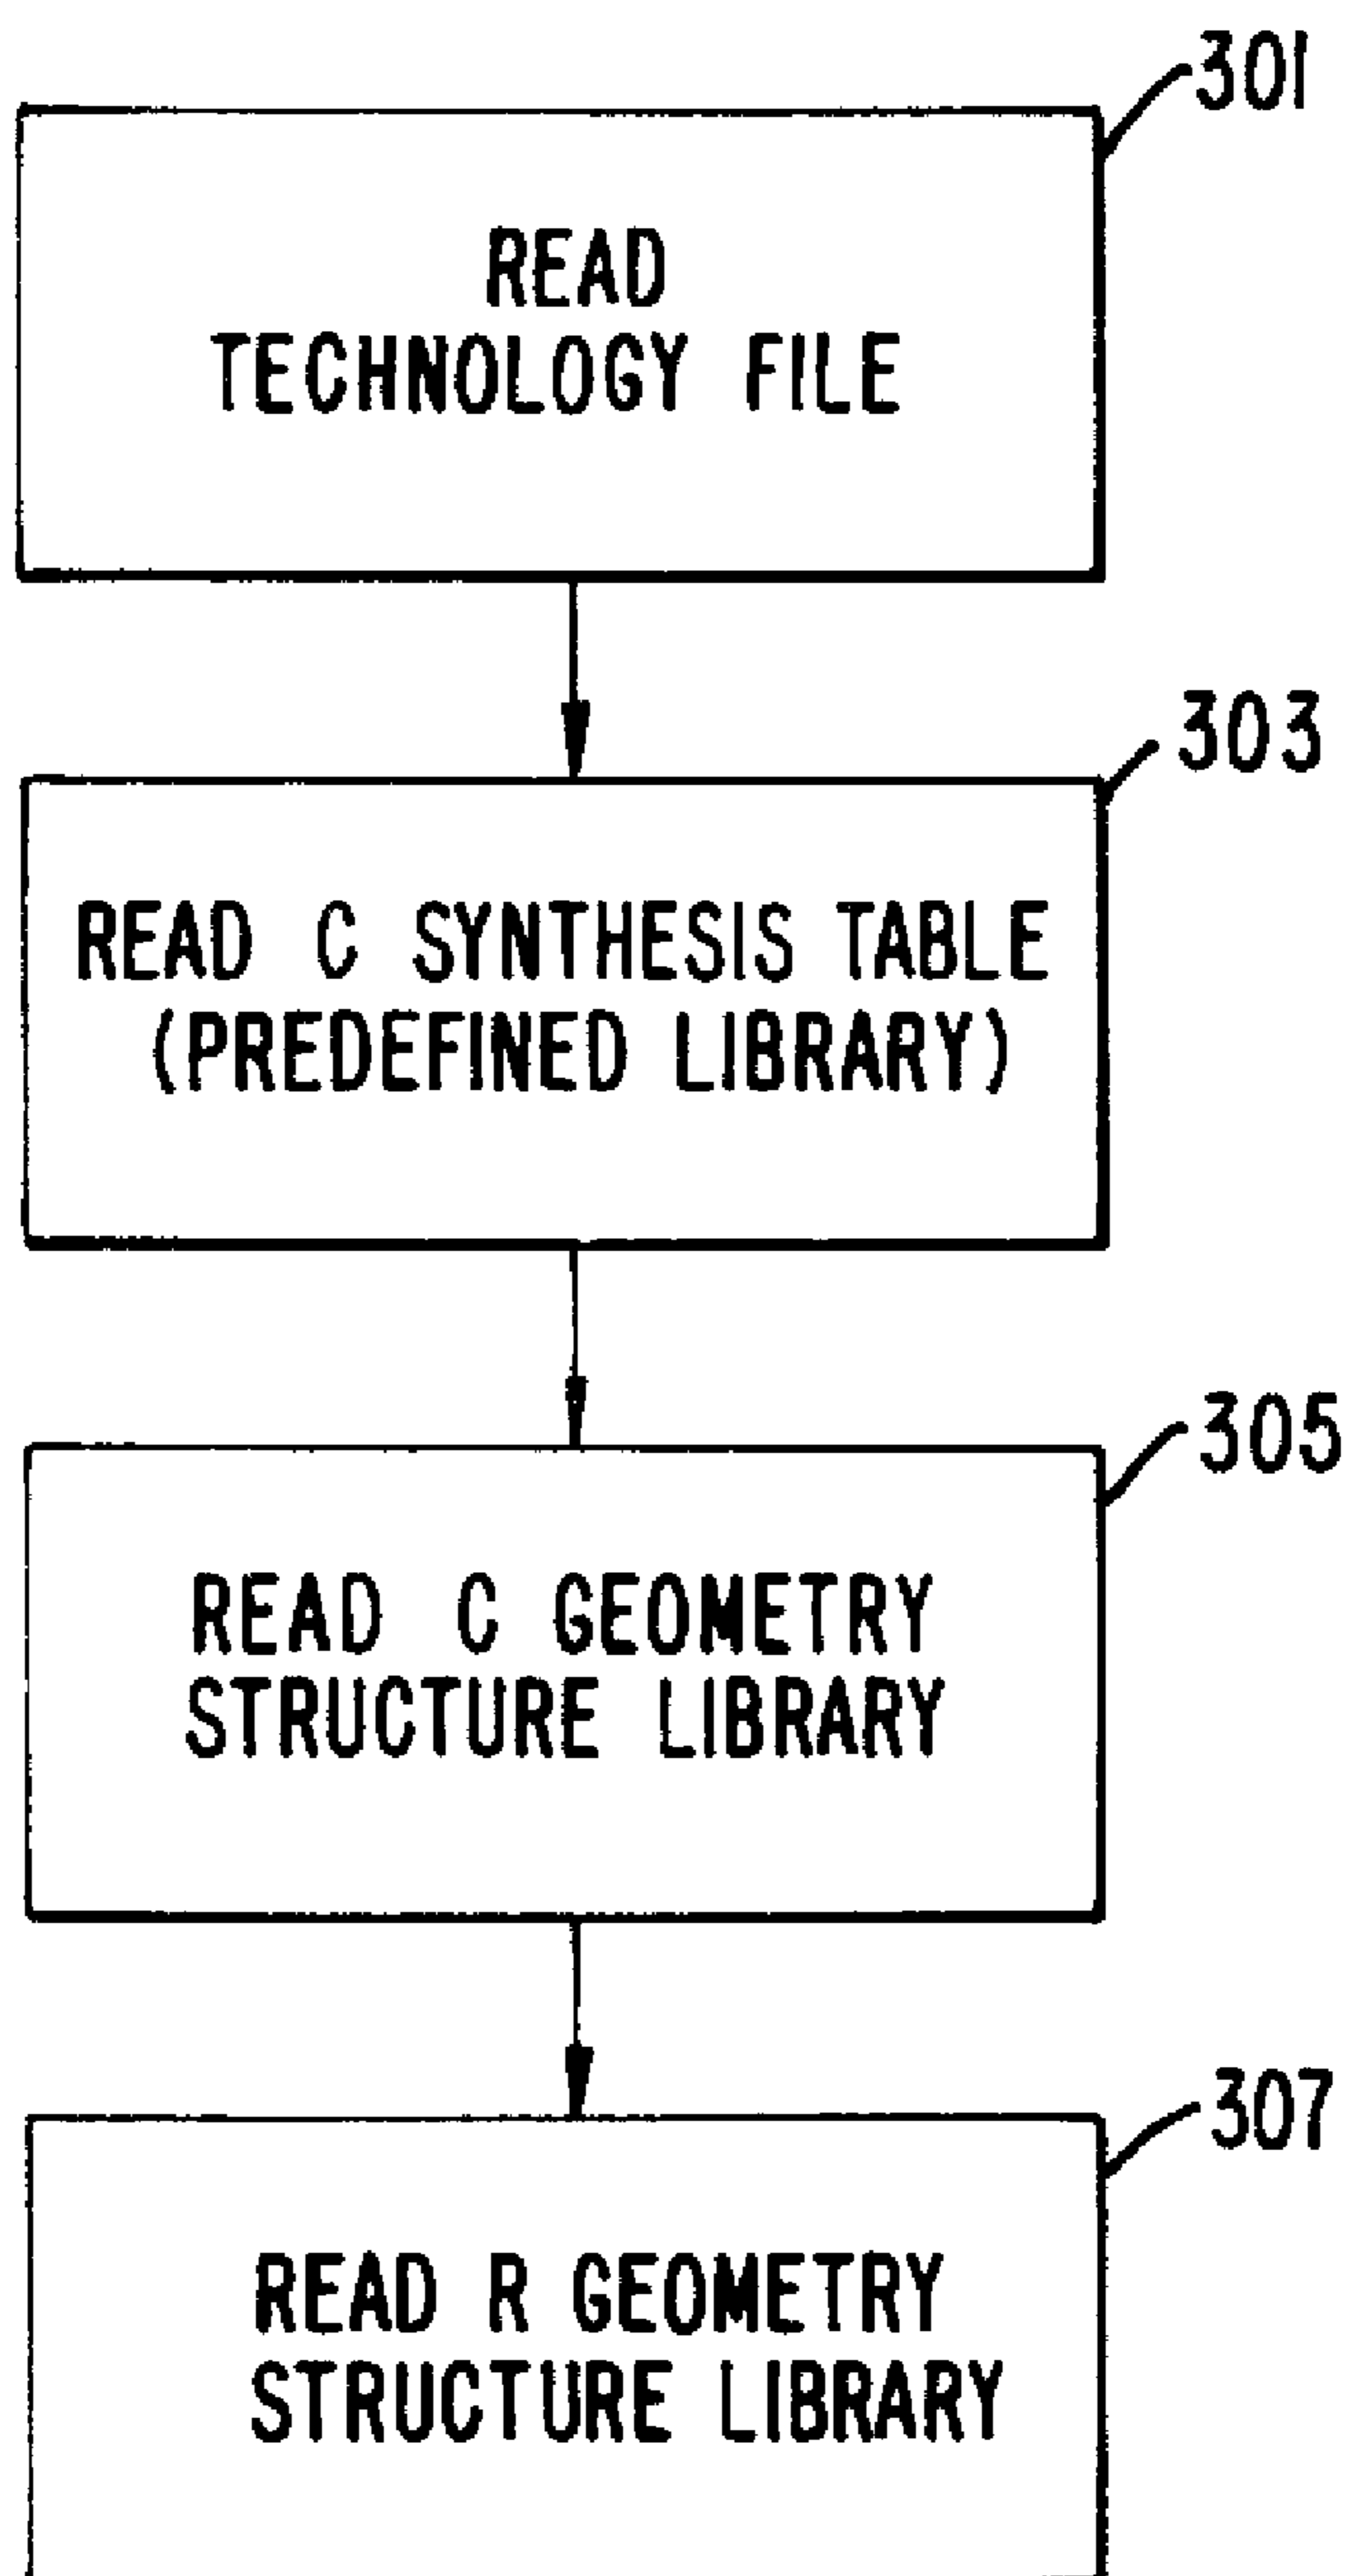 301
READ
TECHNOLOGY FILE
303
READ C SYNTHESIS TABLE
(PREDEFINED LIBRARY)
305
READ C GEOMETRY
STRUCTURE LIBRARY
307
READ R GEOMETRY
STRUCTURE LIBRARY